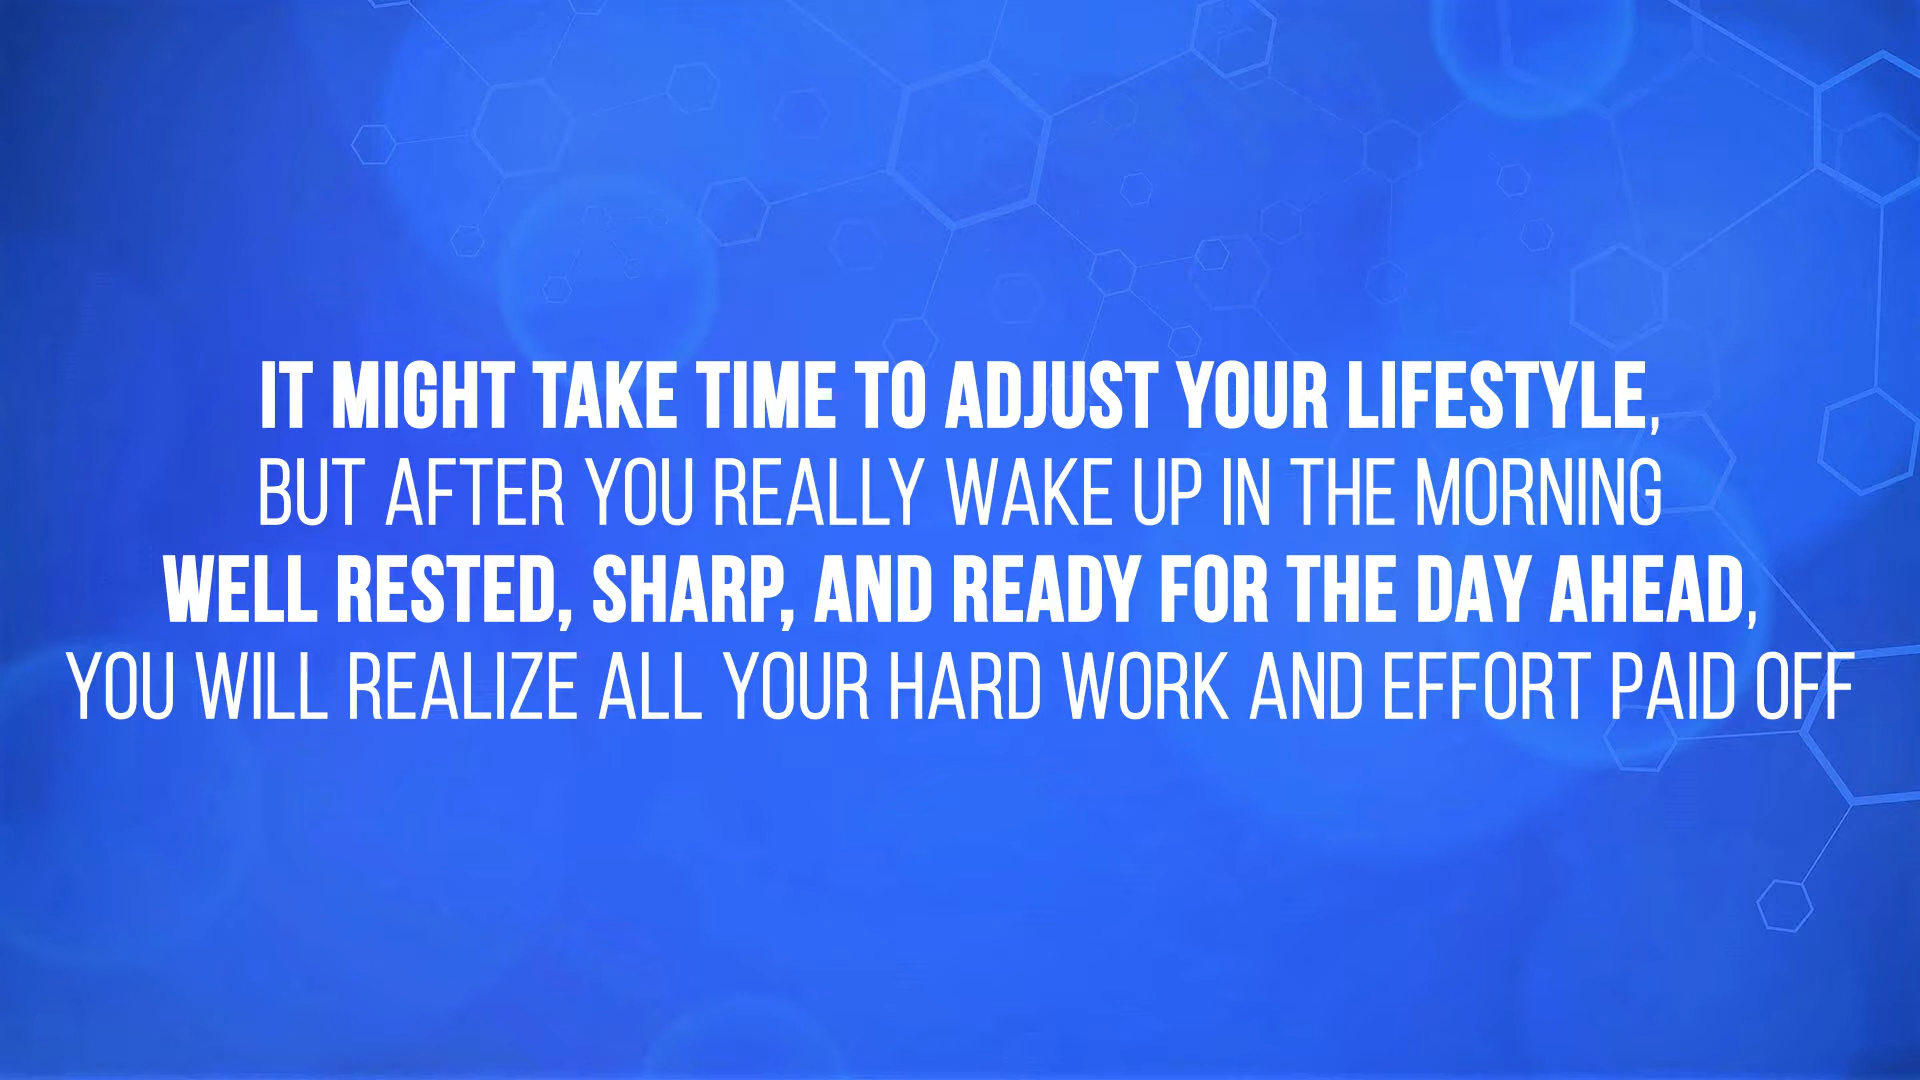 IT MIGHT TAKE TIME TO ADJUST YOUR LIFESTYLE,
BUT AFTER YOU REALLY WAKE UP IN THE MORNING
WELL RESTED, SHARP, AND READY FOR THE DAY AHEAD,
YOU WILL REALIZE ALL YOUR HARD WORK AND EFFORT PAID OFF